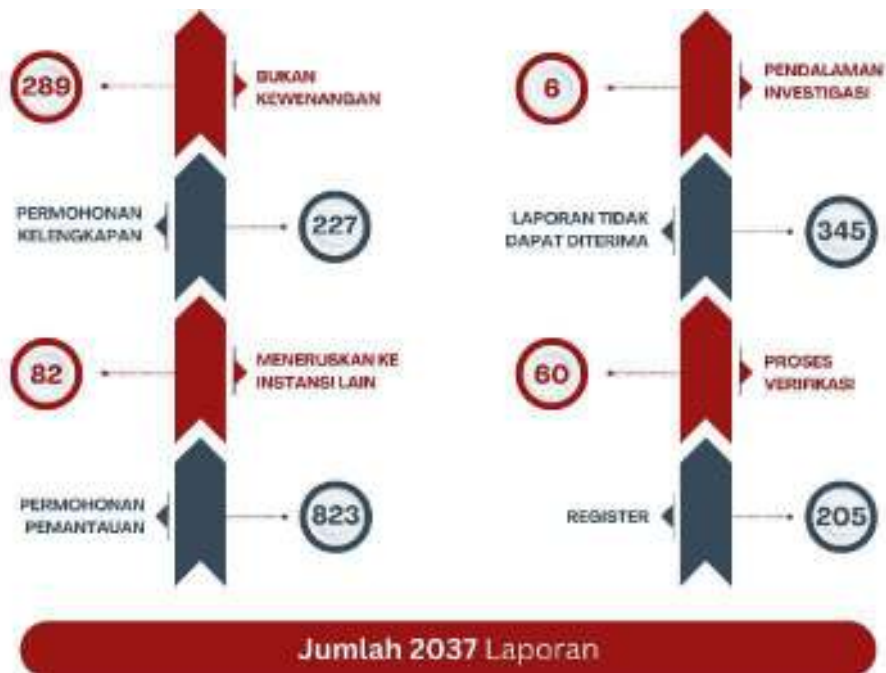 289
BUKAN
KEWENANGAN
PERMOHONAN
KELENGKAPAN
227
82
MENERUSKAN KE
INSTANSI LAIN
PERMOHONAN
PEMANTAUAN
823
6
PENDALAMAN
INVESTIGASI
LAPORAN TIDAK
DAPAT DITERIMA
345
60
PROSES
VERIFIKASI
REGISTER
205
Jumlah 2037 Laporan